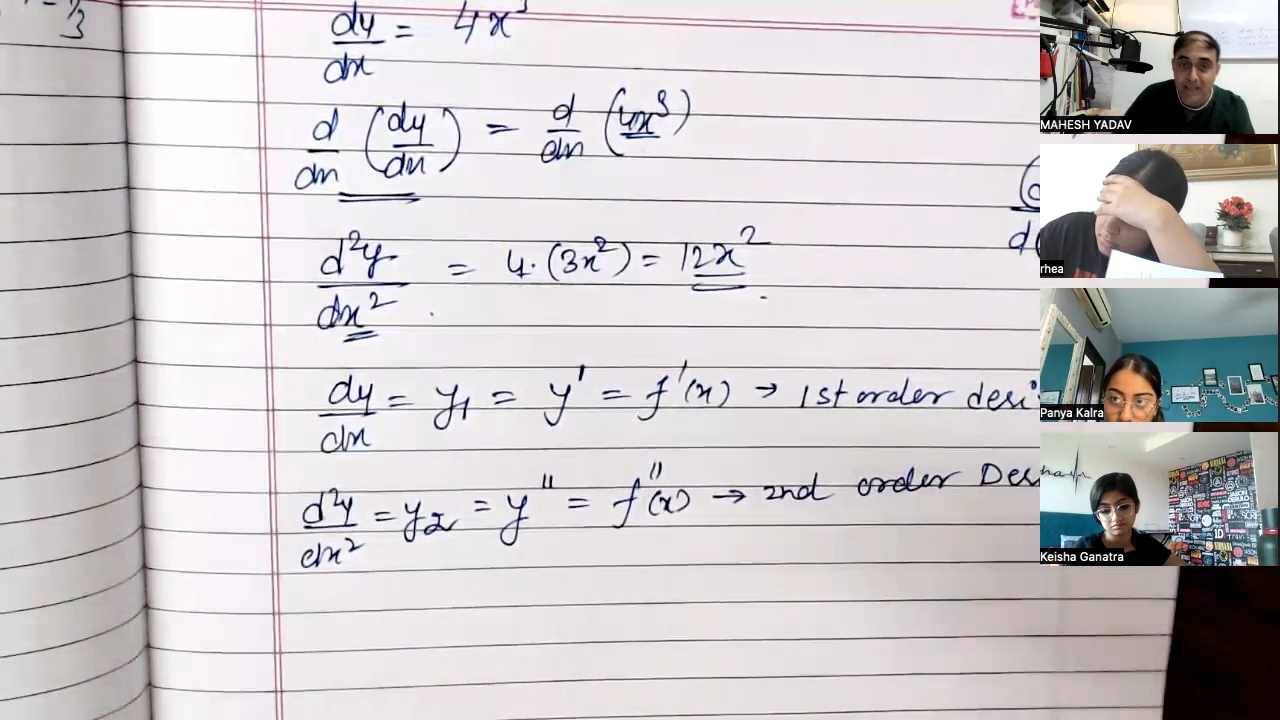 dy/dx = 4x³
d/dx (dy/dx) = d/dx (4x³)
d²y/dx² = 4·(3x²) = 12x²
dy/dx = y₁ = y' = f'(x) → 1st order deri
d²y/dx² = y₂ = y'' = f''(x) → 2nd order Der
MAHESH YADAV
rhea
Panya Kalra
Keisha Ganatra